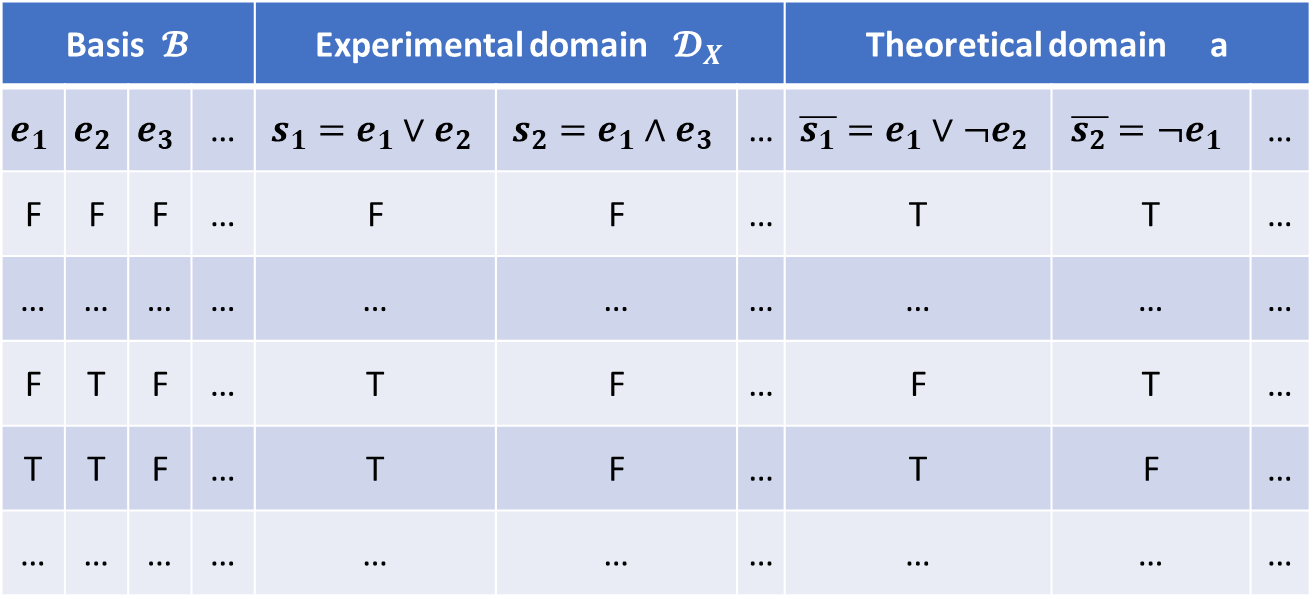 Basis 𝓑 Experimental domain 𝓓_X Theoretical domain a
e₁ e₂ e₃ ... s₁ = e₁ ∨ e₂ s₂ = e₁ ∧ e₃ ... s̅₁ = e₁ ∨ ¬e₂ s̅₂ = ¬e₁ ...
F F F ... F F ... T T ...
... ... ... ... ... ... ... ... ... ...
F T F ... T F ... F T ...
T T F ... T F ... T F ...
... ... ... ... ... ... ... ... ... ...